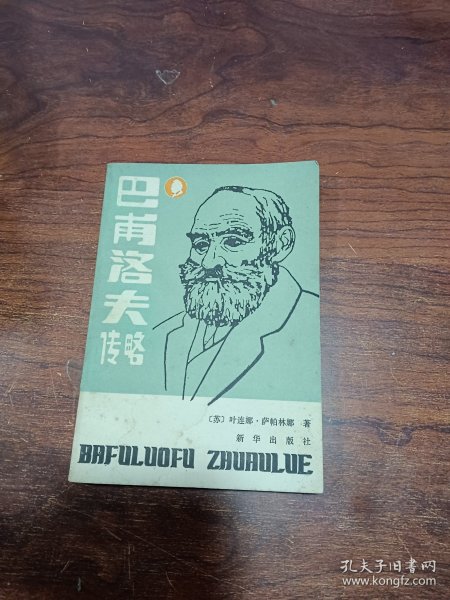 巴甫洛夫
传略
〔苏〕叶连娜·萨帕林娜 著
新华出版社
BAFULUOFU ZHUAULUE
孔夫子旧书网
www.kongfz.com